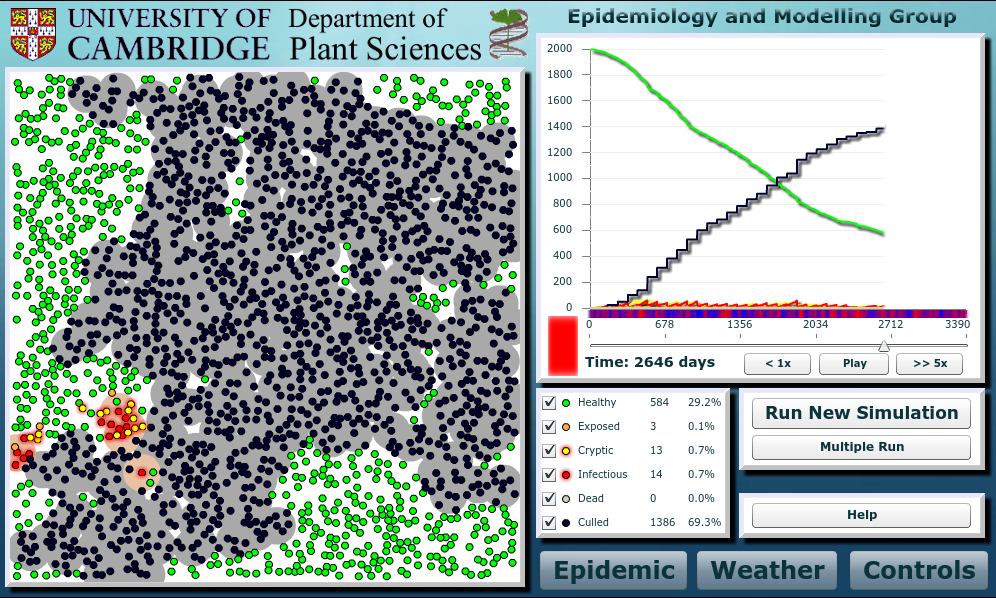 UNIVERSITY OF
CAMBRIDGE
Department of
Plant Sciences
Epidemiology and Modelling Group
2000
1800
1600
1400
1200
1000
800
600
400
200
0
0 678 1356 2034 2712 3390
Time: 2646 days
< 1x
Play
>> 5x
Healthy 584 29.2%
Exposed 3 0.1%
Cryptic 13 0.7%
Infectious 14 0.7%
Dead 0 0.0%
Culled 1386 69.3%
Run New Simulation
Multiple Run
Help
Epidemic
Weather
Controls